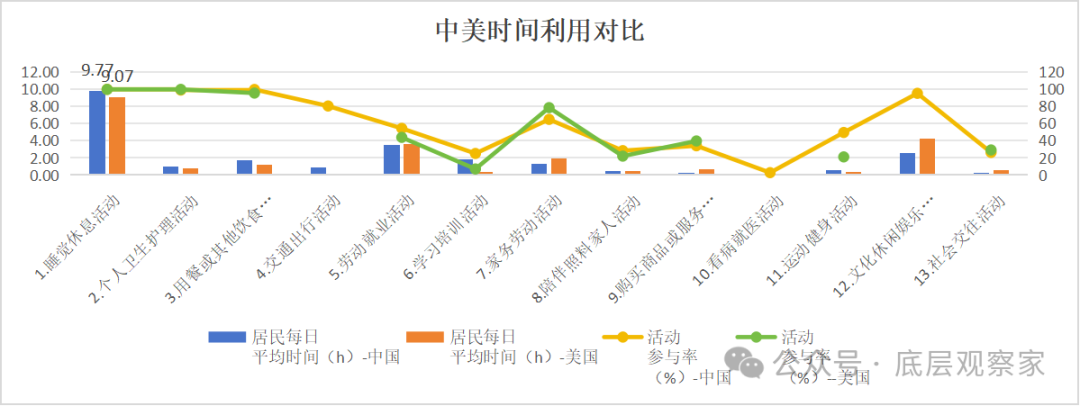 中美时间利用对比
9.77
9.07
12.00
10.00
8.00
6.00
4.00
2.00
0.00
120
100
80
60
40
20
0
1.睡觉休息活动
2.个人卫生护理活动
3.用餐或其他饮食…
4.交通出行活动
5.劳动就业活动
6.学习培训活动
7.家务劳动活动
8.陪伴照料家人活动
9.购买商品或服务…
10.看病就医活动
11.运动健身活动
12.文化休闲娱乐…
13.社会交往活动
居民每日
平均时间（h）-中国
居民每日
平均时间（h）-美国
活动
参与率
（%）-中国
活动
参与率
（%）--美国
公众号 · 底层观察家